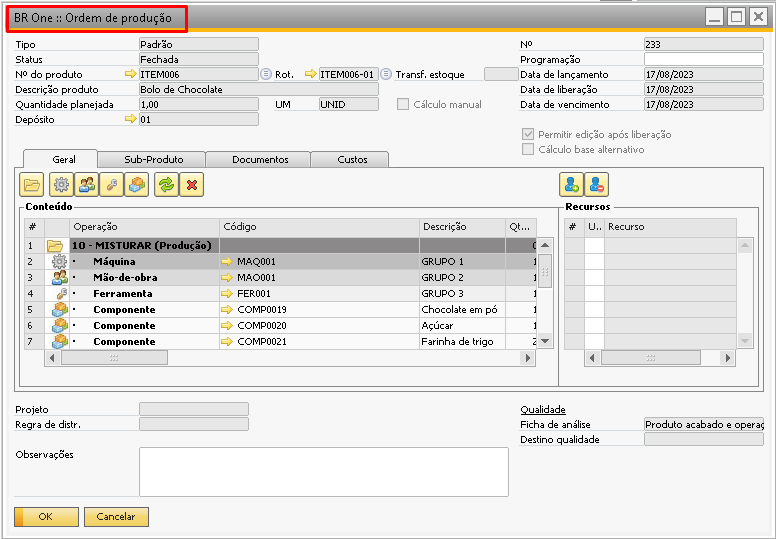 BR One :: Ordem de produção
Tipo Padrão Nº 233
Status Fechada Programação
Nº do produto ITEM006 Rot. ITEM006-01 Transf. estoque Data de lançamento 17/08/2023
Descrição produto Bolo de Chocolate Data de liberação 17/08/2023
Quantidade planejada 1,00 UM UNID Cálculo manual Data de vencimento 17/08/2023
Depósito 01
Permitir edição após liberação
Cálculo base alternativo
Geral Sub-Produto Documentos Custos
Conteúdo Recursos
# Operação Código Descrição Qt... # U.. Recurso
1 10 - MISTURAR (Produção)
2 Máquina MAQ001 GRUPO 1 1
3 Mão-de-obra MAO001 GRUPO 2 1
4 Ferramenta FER001 GRUPO 3 1
5 Componente COMP0019 Chocolate em pó 1
6 Componente COMP0020 Açúcar 1
7 Componente COMP0021 Farinha de trigo 2
Projeto Qualidade
Regra de distr. Ficha de análise Produto acabado e operaç
Destino qualidade
Observações
OK Cancelar